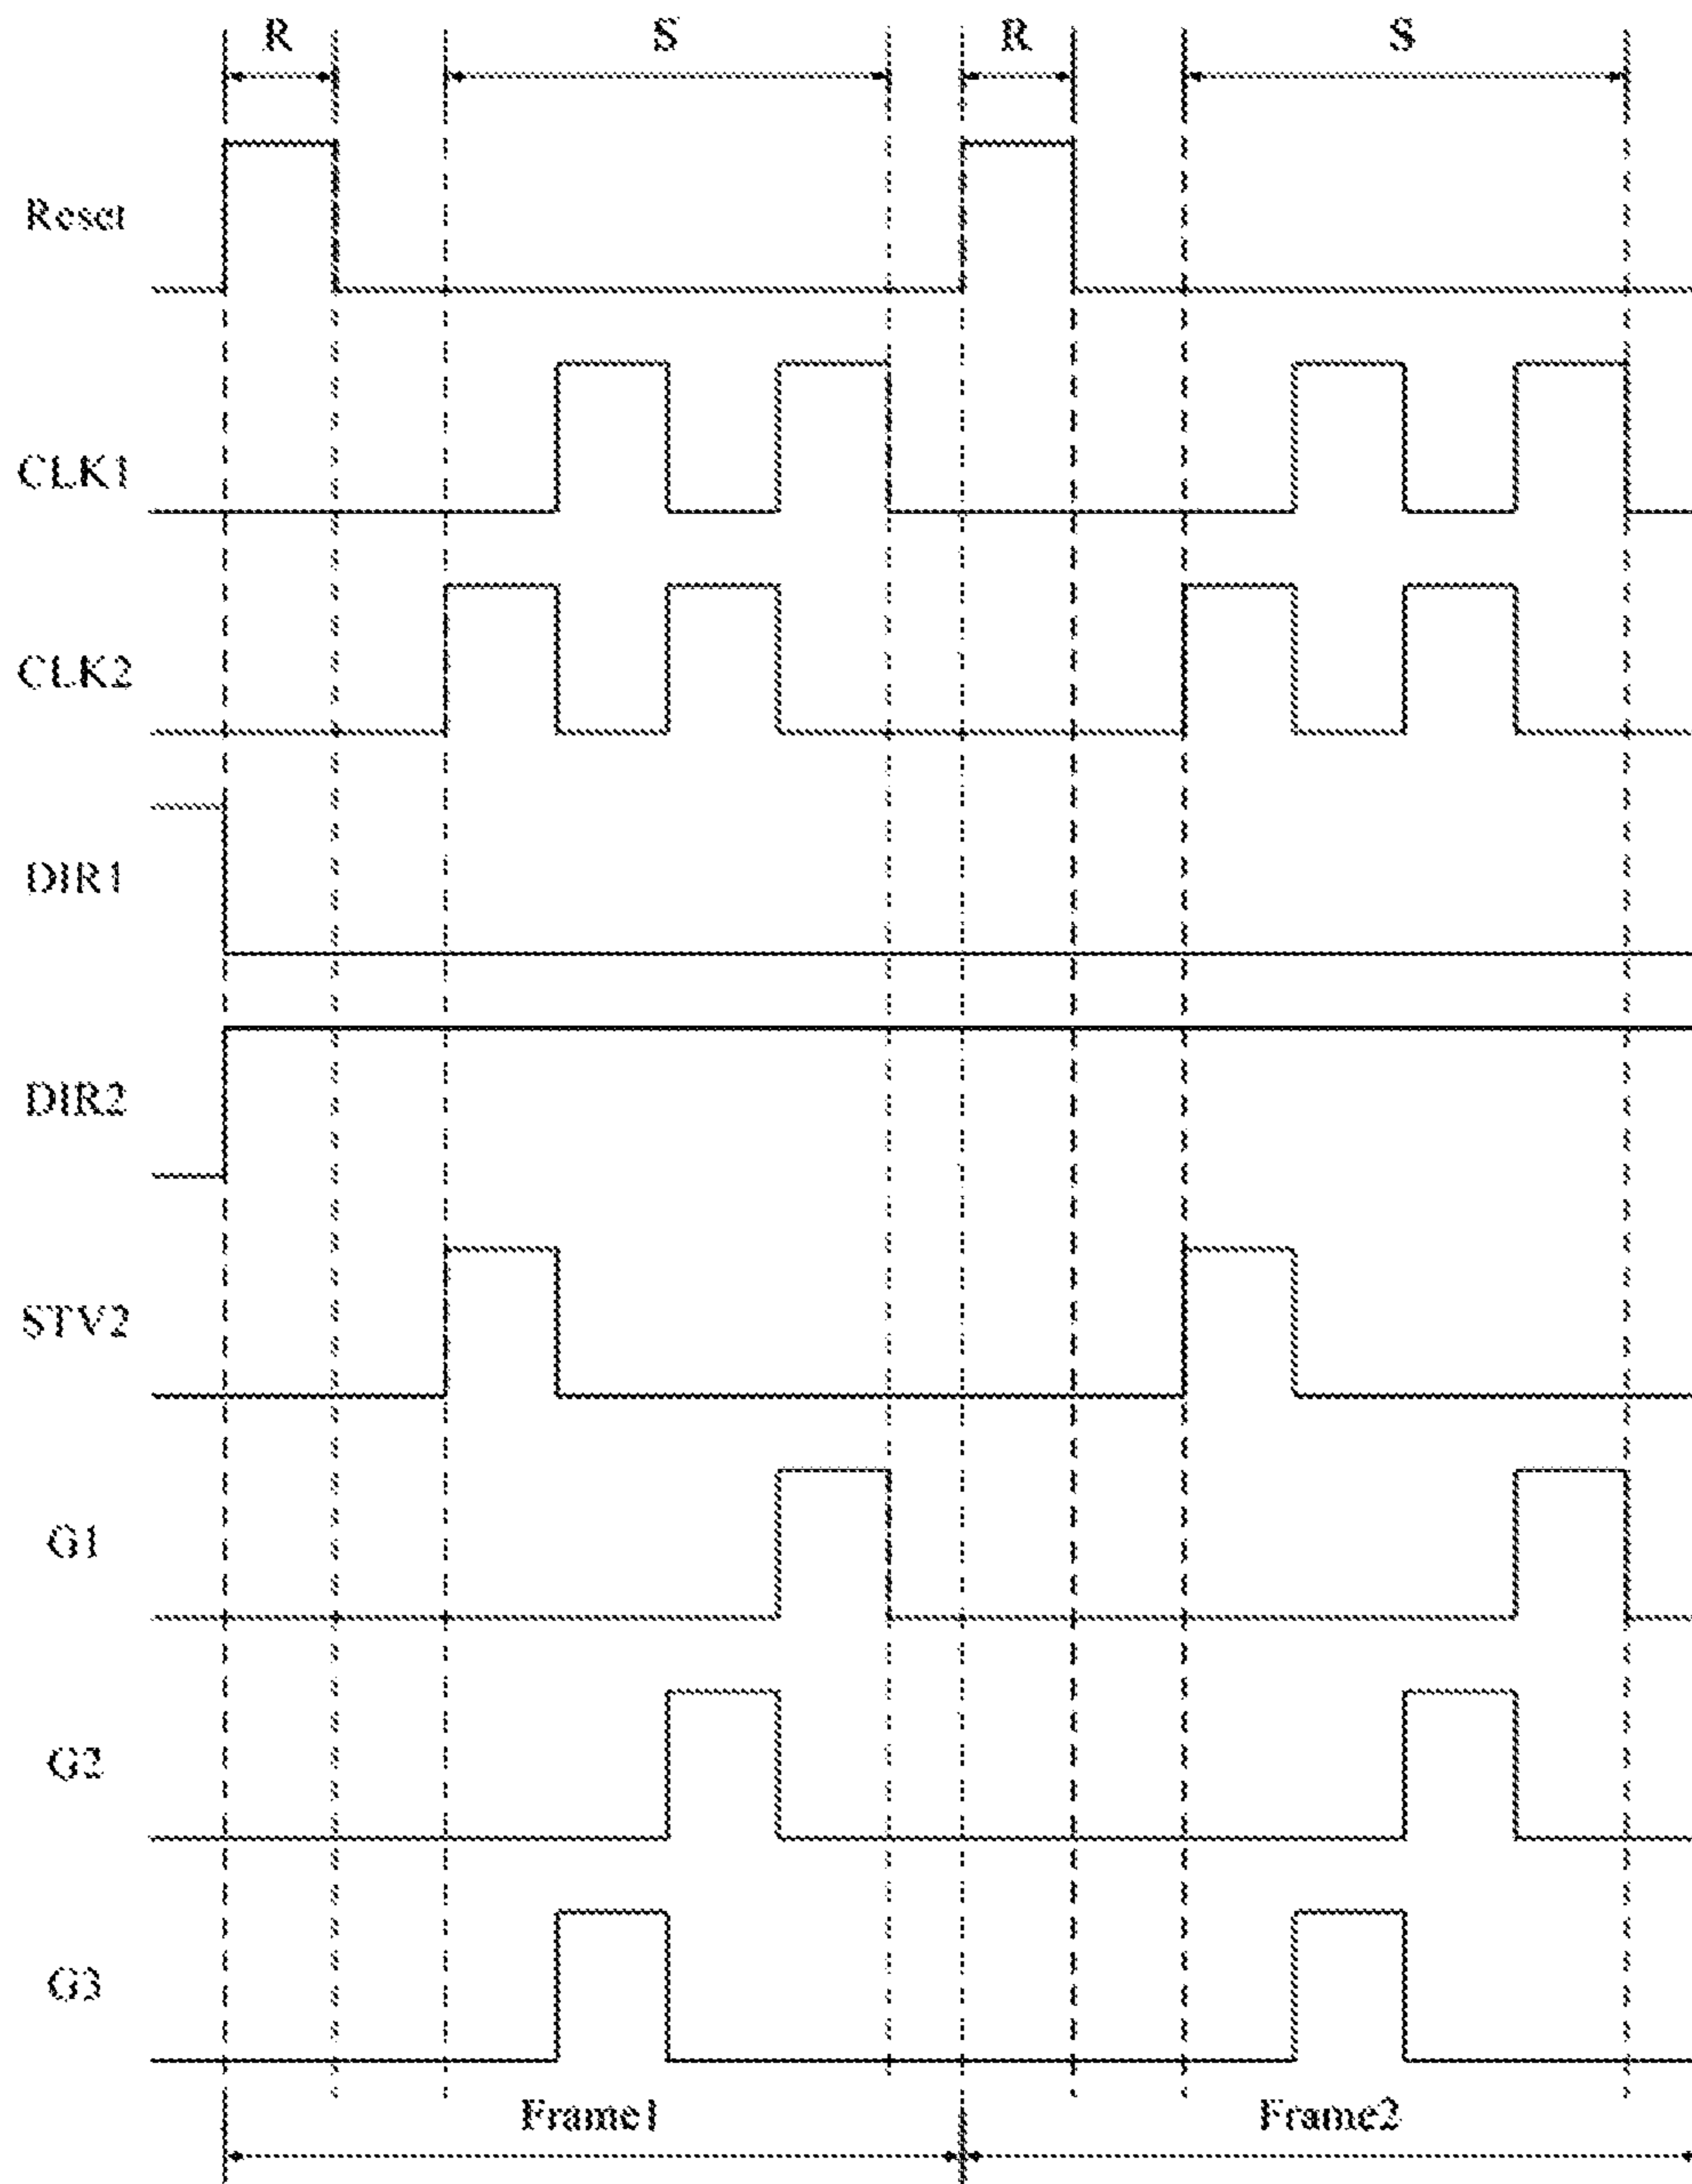 R S R S
Reset
CLK1
CLK2
DIR1
DIR2
STV2
G1
G2
G3
Frame1 Frame2